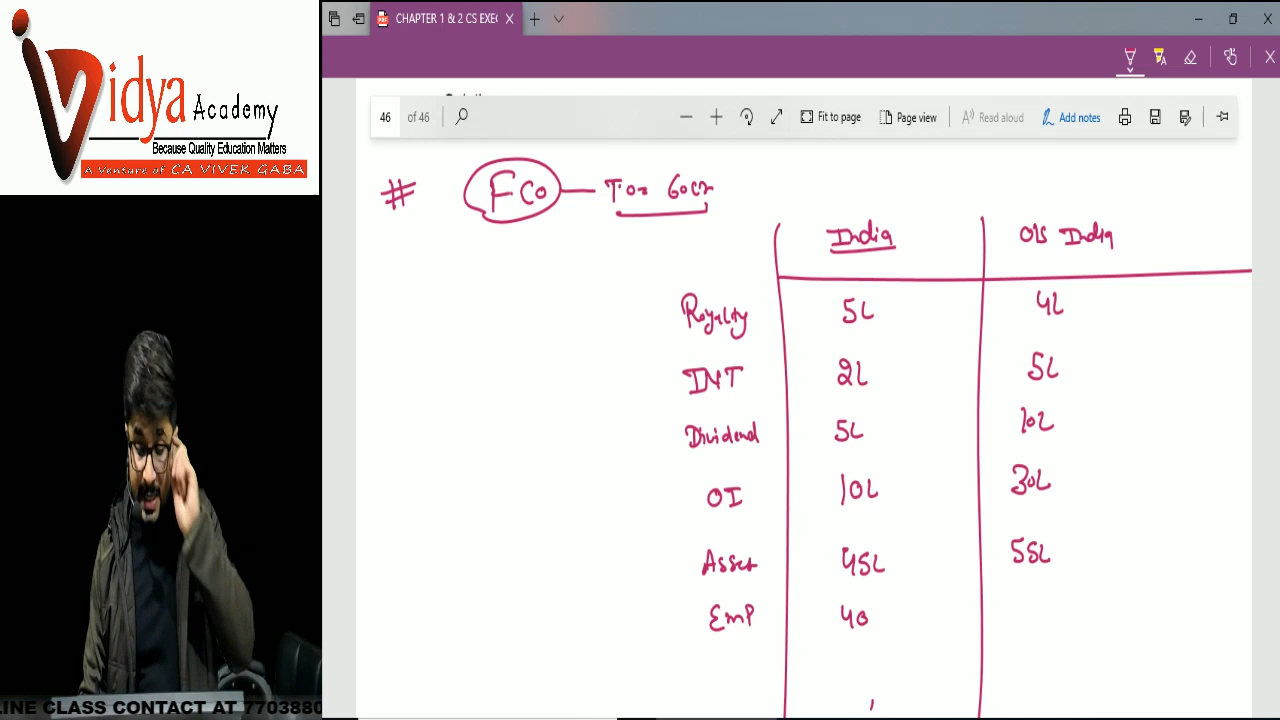 CHAPTER 1 & 2 CS EXEC
46 of 46 Fit to page Page view Read aloud Add notes
Vidya Academy
Because Quality Education Matters
A Venture of CA VIVEK GABA
# FCo — T.O= 60cr
India O/S India
Royalty 5L 4L
INT 2L 5L
Dividend 5L 10L
OI 10L 30L
Asset 45L 55L
EmP 40
LINE CLASS CONTACT AT 7703880